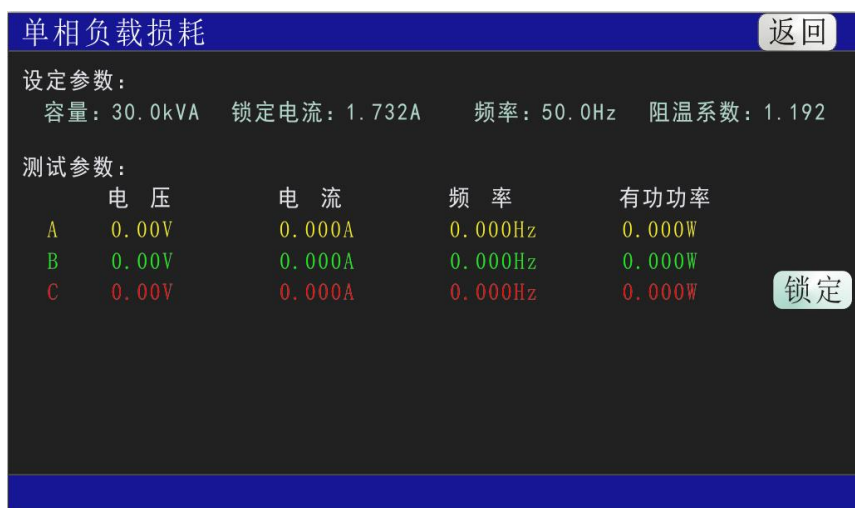 单相负载损耗 返回
设定参数：
容量：30.0kVA 锁定电流：1.732A 频率：50.0Hz 阻温系数：1.192
测试参数：
电 压 电 流 频 率 有功功率
A 0.00V 0.000A 0.000Hz 0.000W
B 0.00V 0.000A 0.000Hz 0.000W
C 0.00V 0.000A 0.000Hz 0.000W
锁定